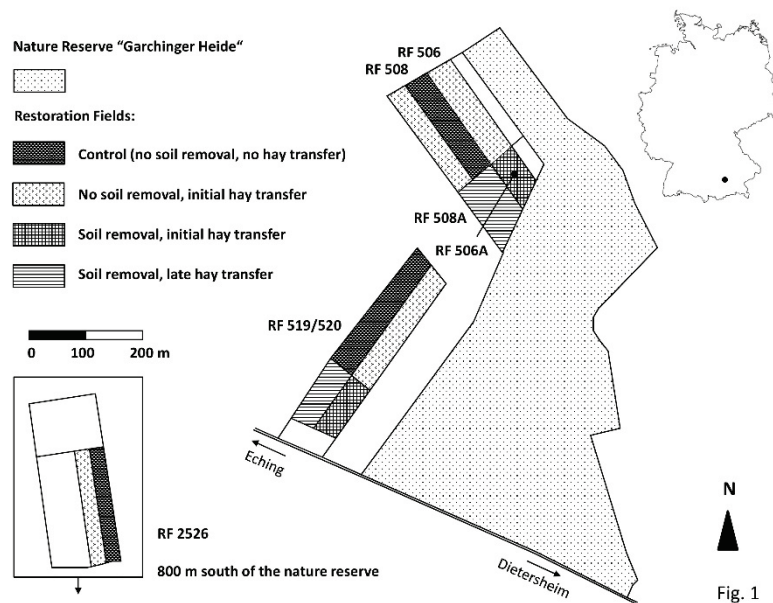 Nature Reserve “Garchinger Heide“
Restoration Fields:
Control (no soil removal, no hay transfer)
No soil removal, initial hay transfer
Soil removal, initial hay transfer
Soil removal, late hay transfer
0 100 200 m
RF 506
RF 508
RF 508A
RF 506A
RF 519/520
Eching
Dietersheim
RF 2526
800 m south of the nature reserve
N
Fig. 1